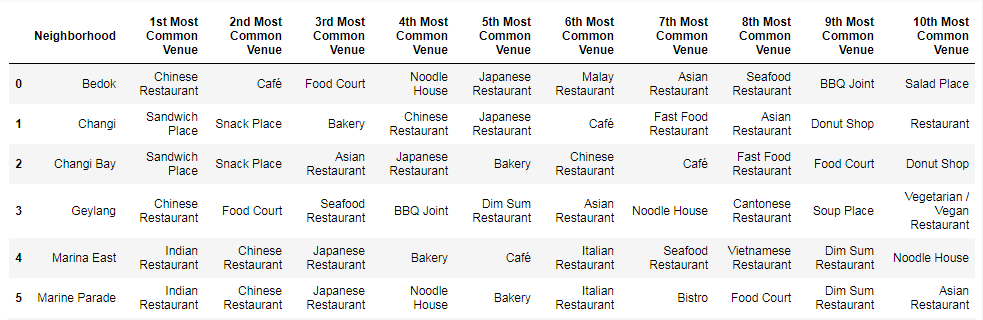 Neighborhood 1st Most Common Venue 2nd Most Common Venue 3rd Most Common Venue 4th Most Common Venue 5th Most Common Venue 6th Most Common Venue 7th Most Common Venue 8th Most Common Venue 9th Most Common Venue 10th Most Common Venue
0 Bedok Chinese Restaurant Café Food Court Noodle House Japanese Restaurant Malay Restaurant Asian Restaurant Seafood Restaurant BBQ Joint Salad Place
1 Changi Sandwich Place Snack Place Bakery Chinese Restaurant Japanese Restaurant Café Fast Food Restaurant Asian Restaurant Donut Shop Restaurant
2 Changi Bay Sandwich Place Snack Place Asian Restaurant Japanese Restaurant Bakery Chinese Restaurant Café Fast Food Restaurant Food Court Donut Shop
3 Geylang Chinese Restaurant Food Court Seafood Restaurant BBQ Joint Dim Sum Restaurant Asian Restaurant Noodle House Cantonese Restaurant Soup Place Vegetarian / Vegan Restaurant
4 Marina East Indian Restaurant Chinese Restaurant Japanese Restaurant Bakery Café Italian Restaurant Seafood Restaurant Vietnamese Restaurant Dim Sum Restaurant Noodle House
5 Marine Parade Indian Restaurant Chinese Restaurant Japanese Restaurant Noodle House Bakery Italian Restaurant Bistro Food Court Dim Sum Restaurant Asian Restaurant